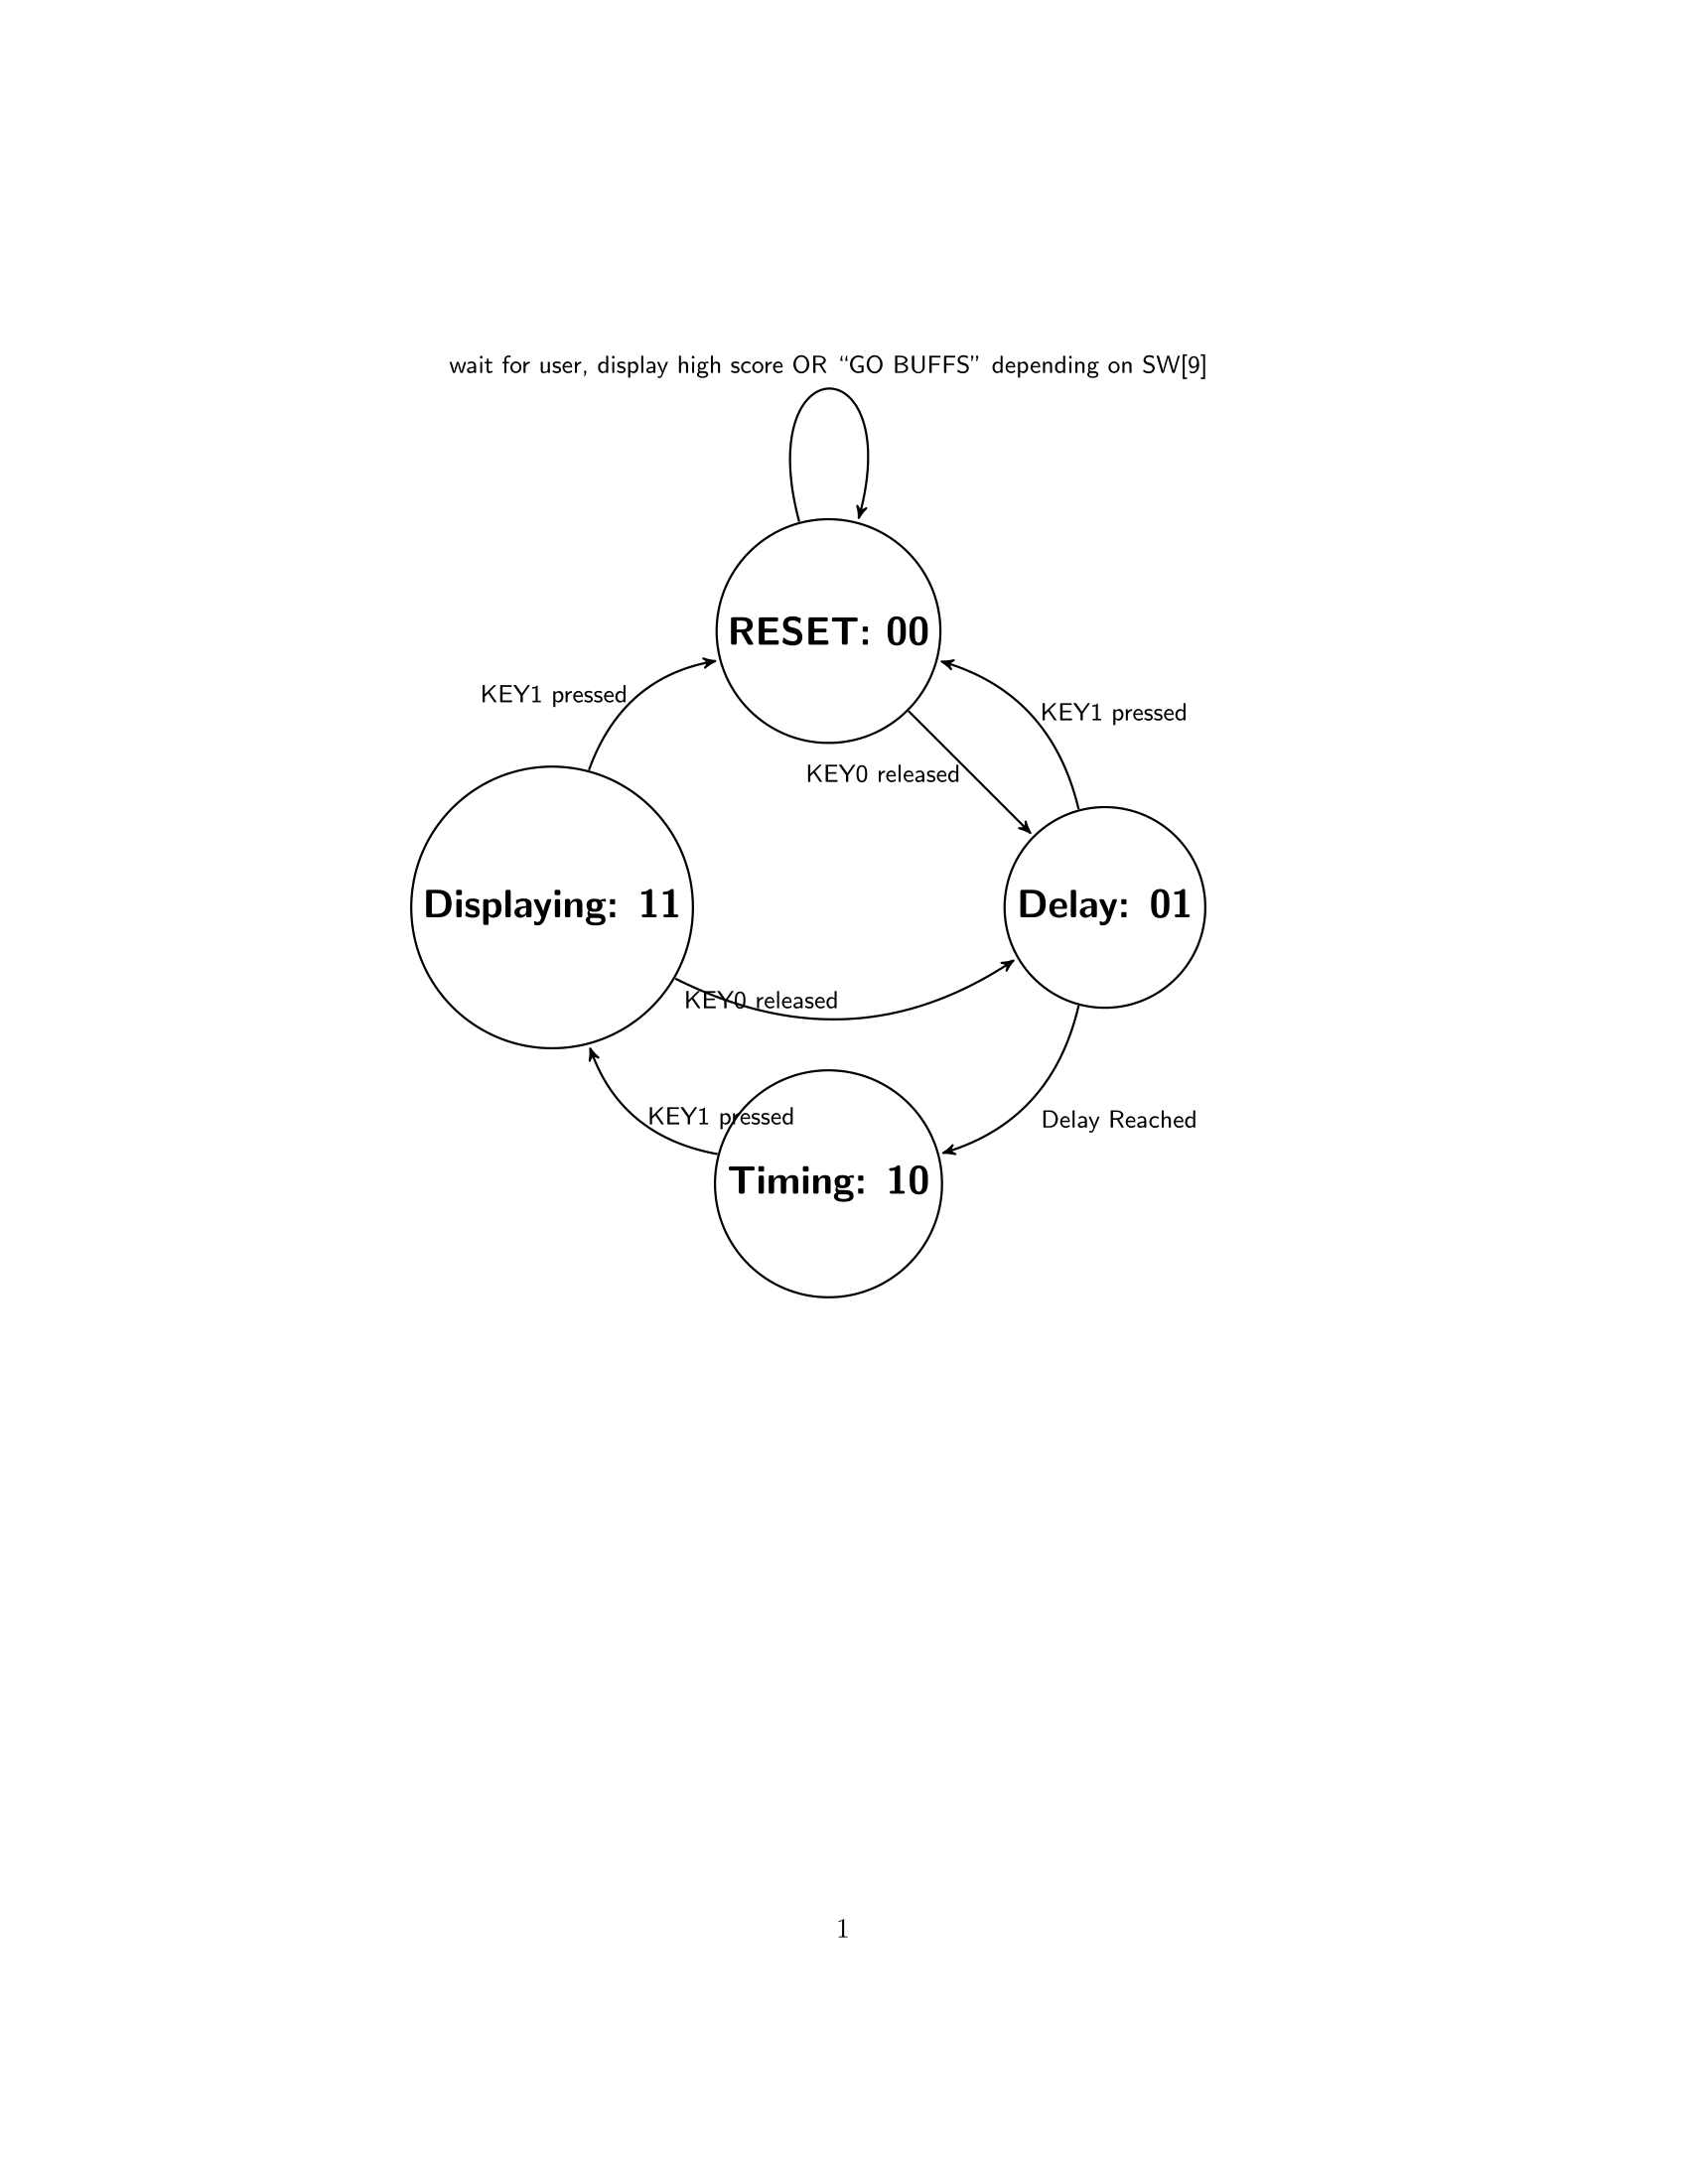 wait for user, display high score OR “GO BUFFS” depending on SW[9]
RESET: 00
KEY1 pressed
KEY1 pressed
KEY0 released
Displaying: 11
Delay: 01
KEY0 released
KEY1 pressed
Delay Reached
Timing: 10
1